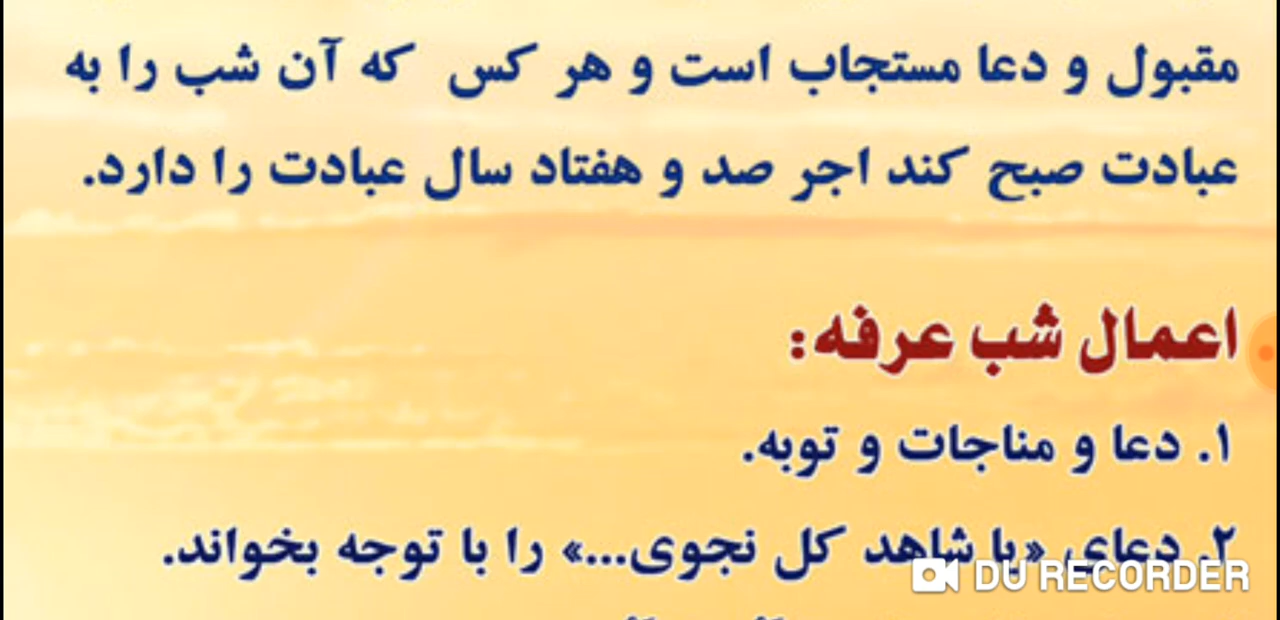 مقبول و دعا مستجاب است و هر کس که آن شب را به
عبادت صبح کند اجر صد و هفتاد سال عبادت را دارد.
اعمال شب عرفه:
۱. دعا و مناجات و توبه.
۲. دعای «یا شاهد کل نجوی...» را با توجه بخواند.
DU RECORDER